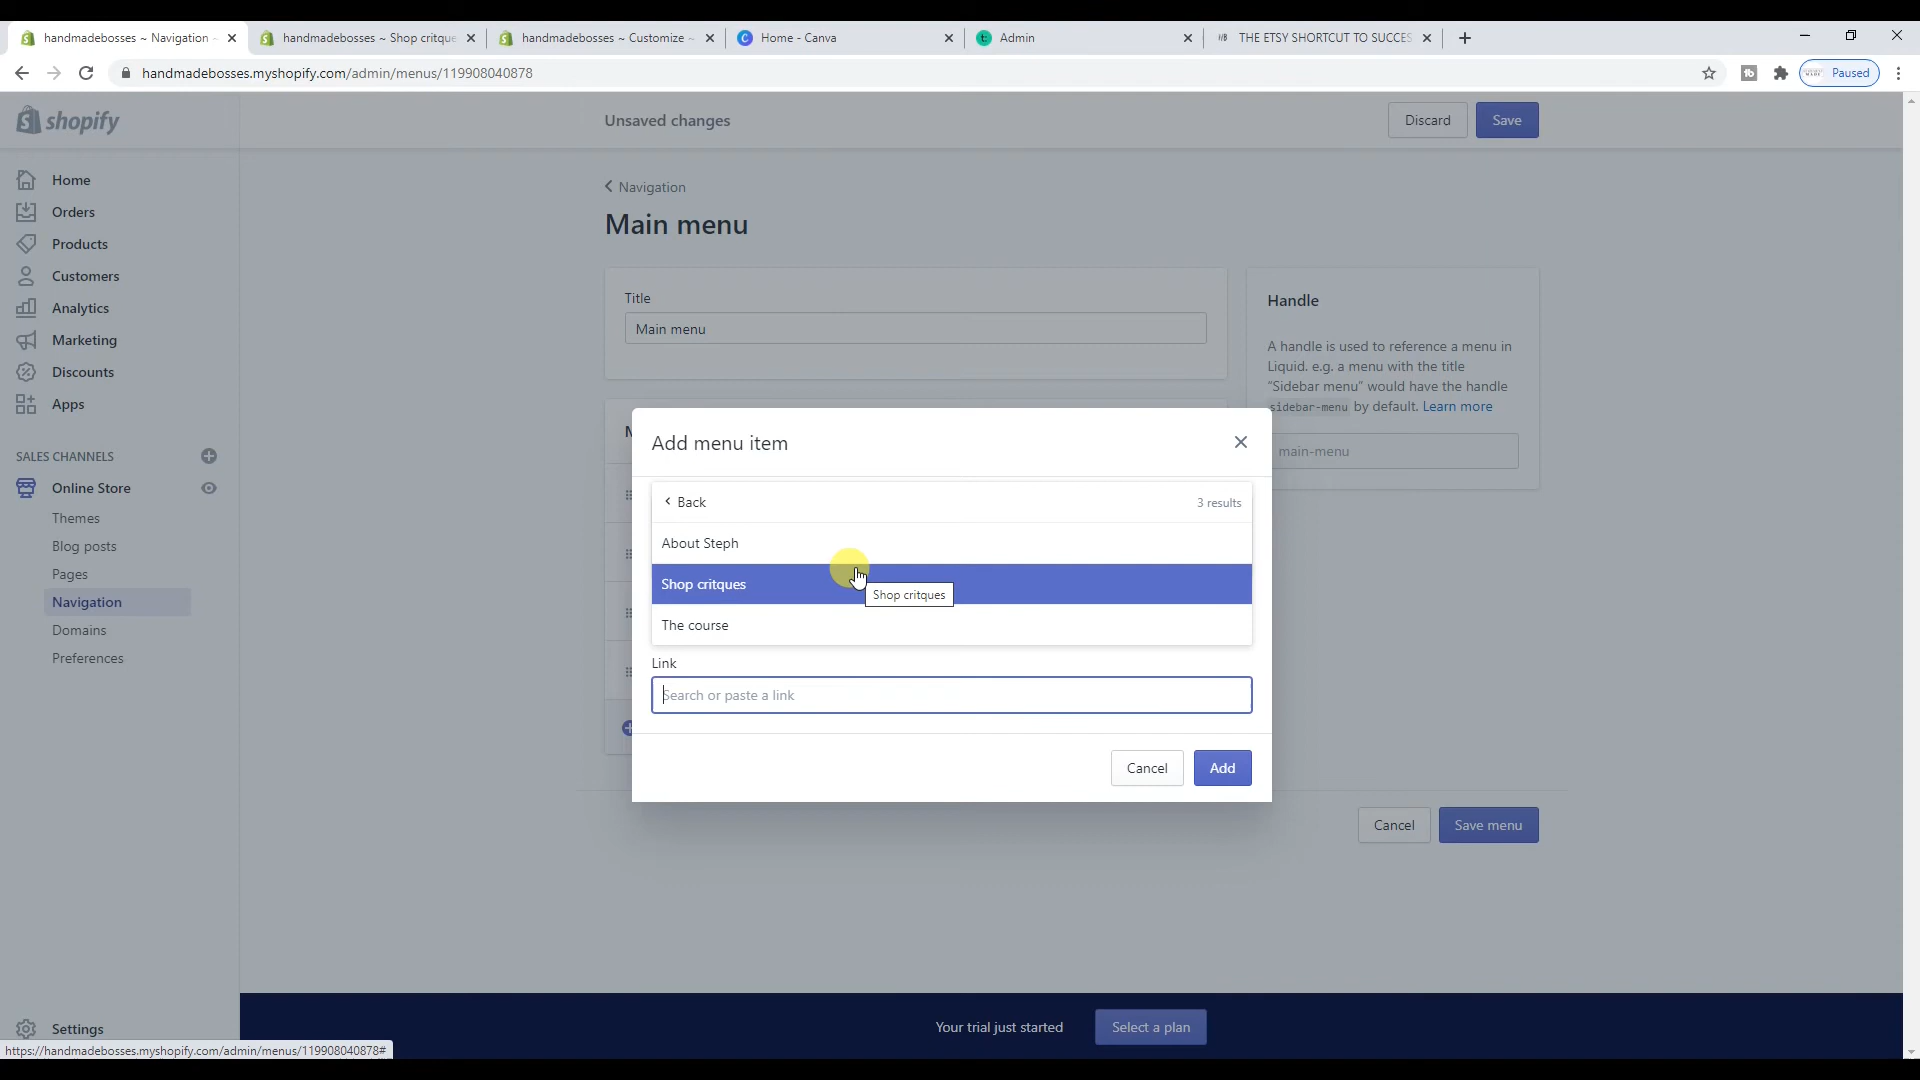 handmadebosses ~ Navigation ~
handmadebosses ~ Shop critque
handmadebosses ~ Customize ~
Home - Canva
Admin
THE ETSY SHORTCUT TO SUCCES
handmadebosses.myshopify.com/admin/menus/119908040878
Paused
shopify
Unsaved changes
Discard
Save
Home
Orders
Products
Customers
Analytics
Marketing
Discounts
Apps
SALES CHANNELS
Online Store
Themes
Blog posts
Pages
Navigation
Domains
Preferences
Settings
Navigation
Main menu
Title
Main menu
Handle
A handle is used to reference a menu in
Liquid. e.g. a menu with the title
“Sidebar menu” would have the handle
sidebar-menu by default. Learn more
main-menu
Add menu item
Back
3 results
About Steph
Shop critques
Shop critques
The course
Link
Search or paste a link
Cancel
Add
Cancel
Save menu
Your trial just started
Select a plan
https://handmadebosses.myshopify.com/admin/menus/119908040878#